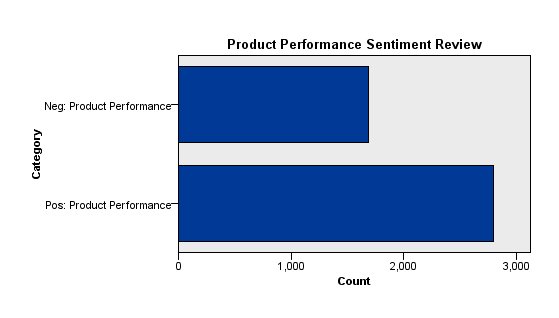 Product Performance Sentiment Review
Neg: Product Performance
Pos: Product Performance
Category
0 1,000 2,000 3,000
Count